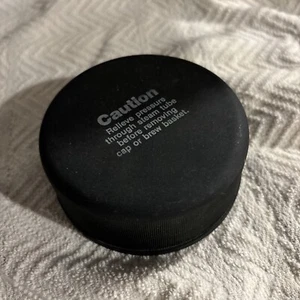 Caution
Relieve pressure
through steam tube
before removing
cap or brew basket.